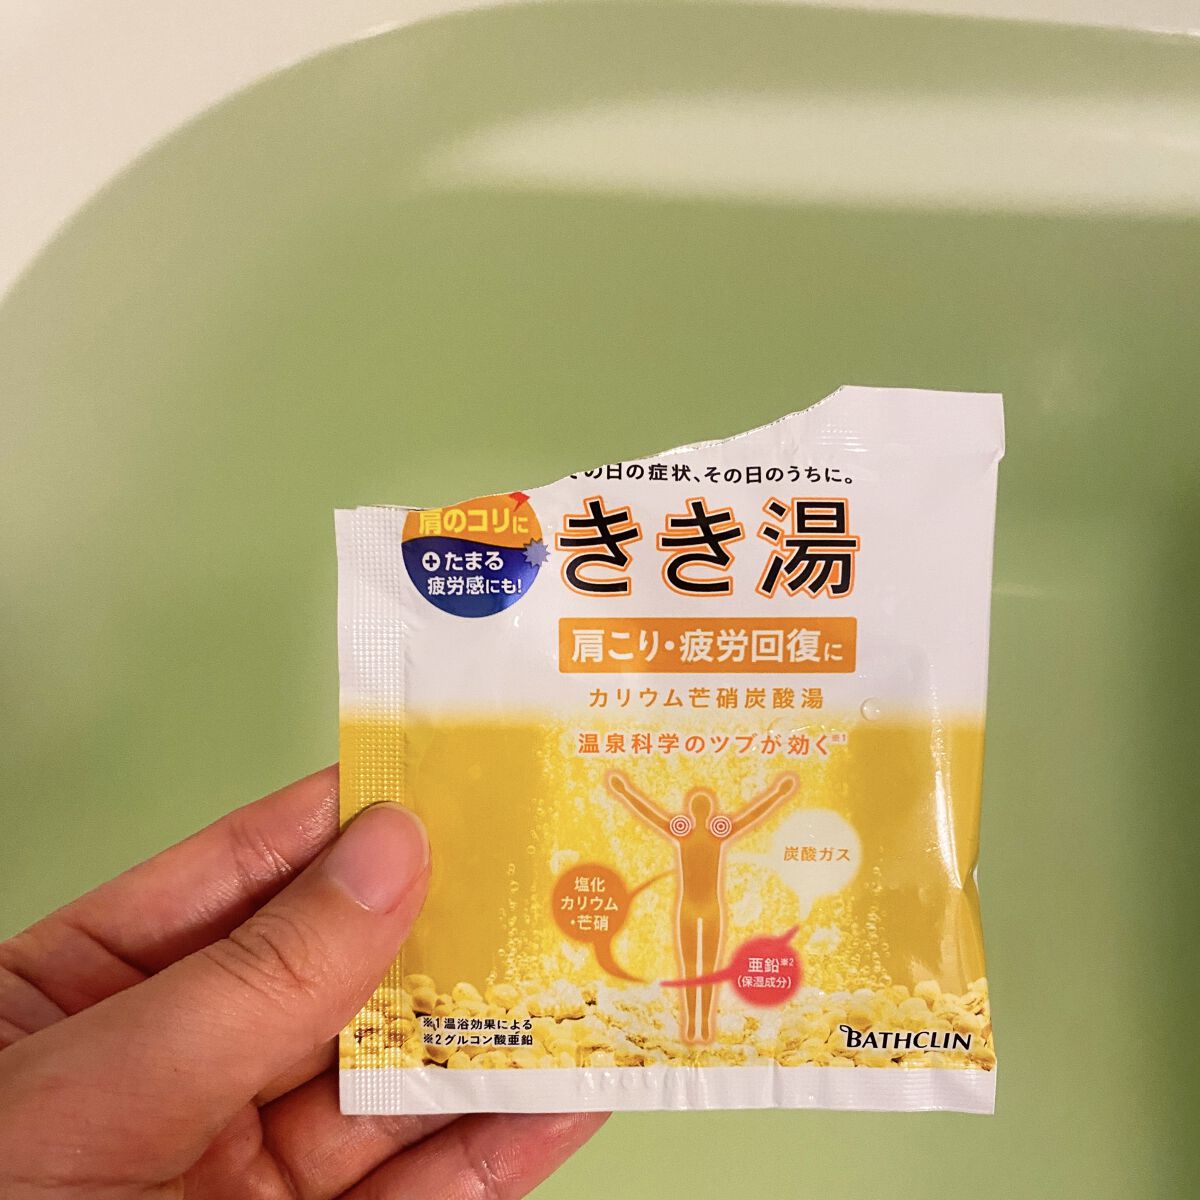 その日の症状、その日のうちに。
肩のコリに
+たまる
疲労感にも!
きき湯
肩こり・疲労回復に
カリウム芒硝炭酸湯
温泉科学のツブが効く※1
炭酸ガス
塩化
カリウム
・芒硝
亜鉛※2
(保湿成分)
※1 温浴効果による
※2 グルコン酸亜鉛
BATHCLIN